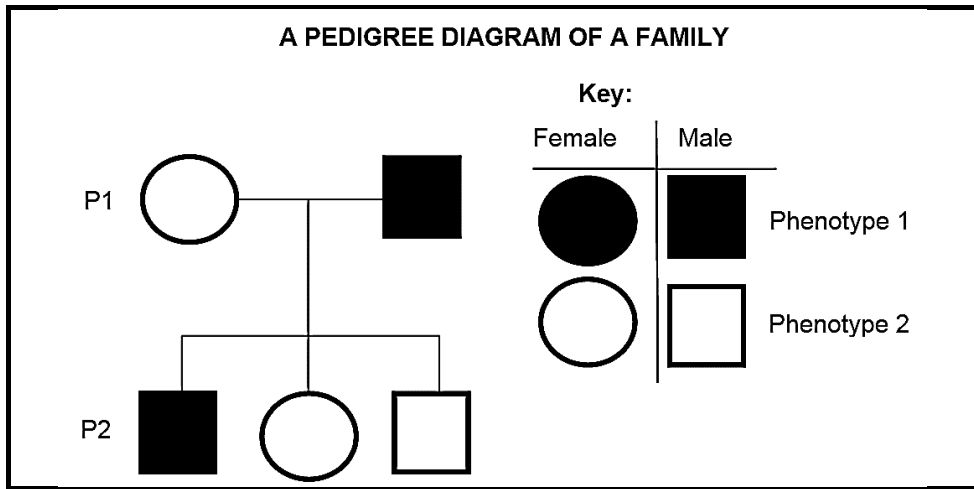 A PEDIGREE DIAGRAM OF A FAMILY
Key:
Female Male
P1
Phenotype 1
Phenotype 2
P2